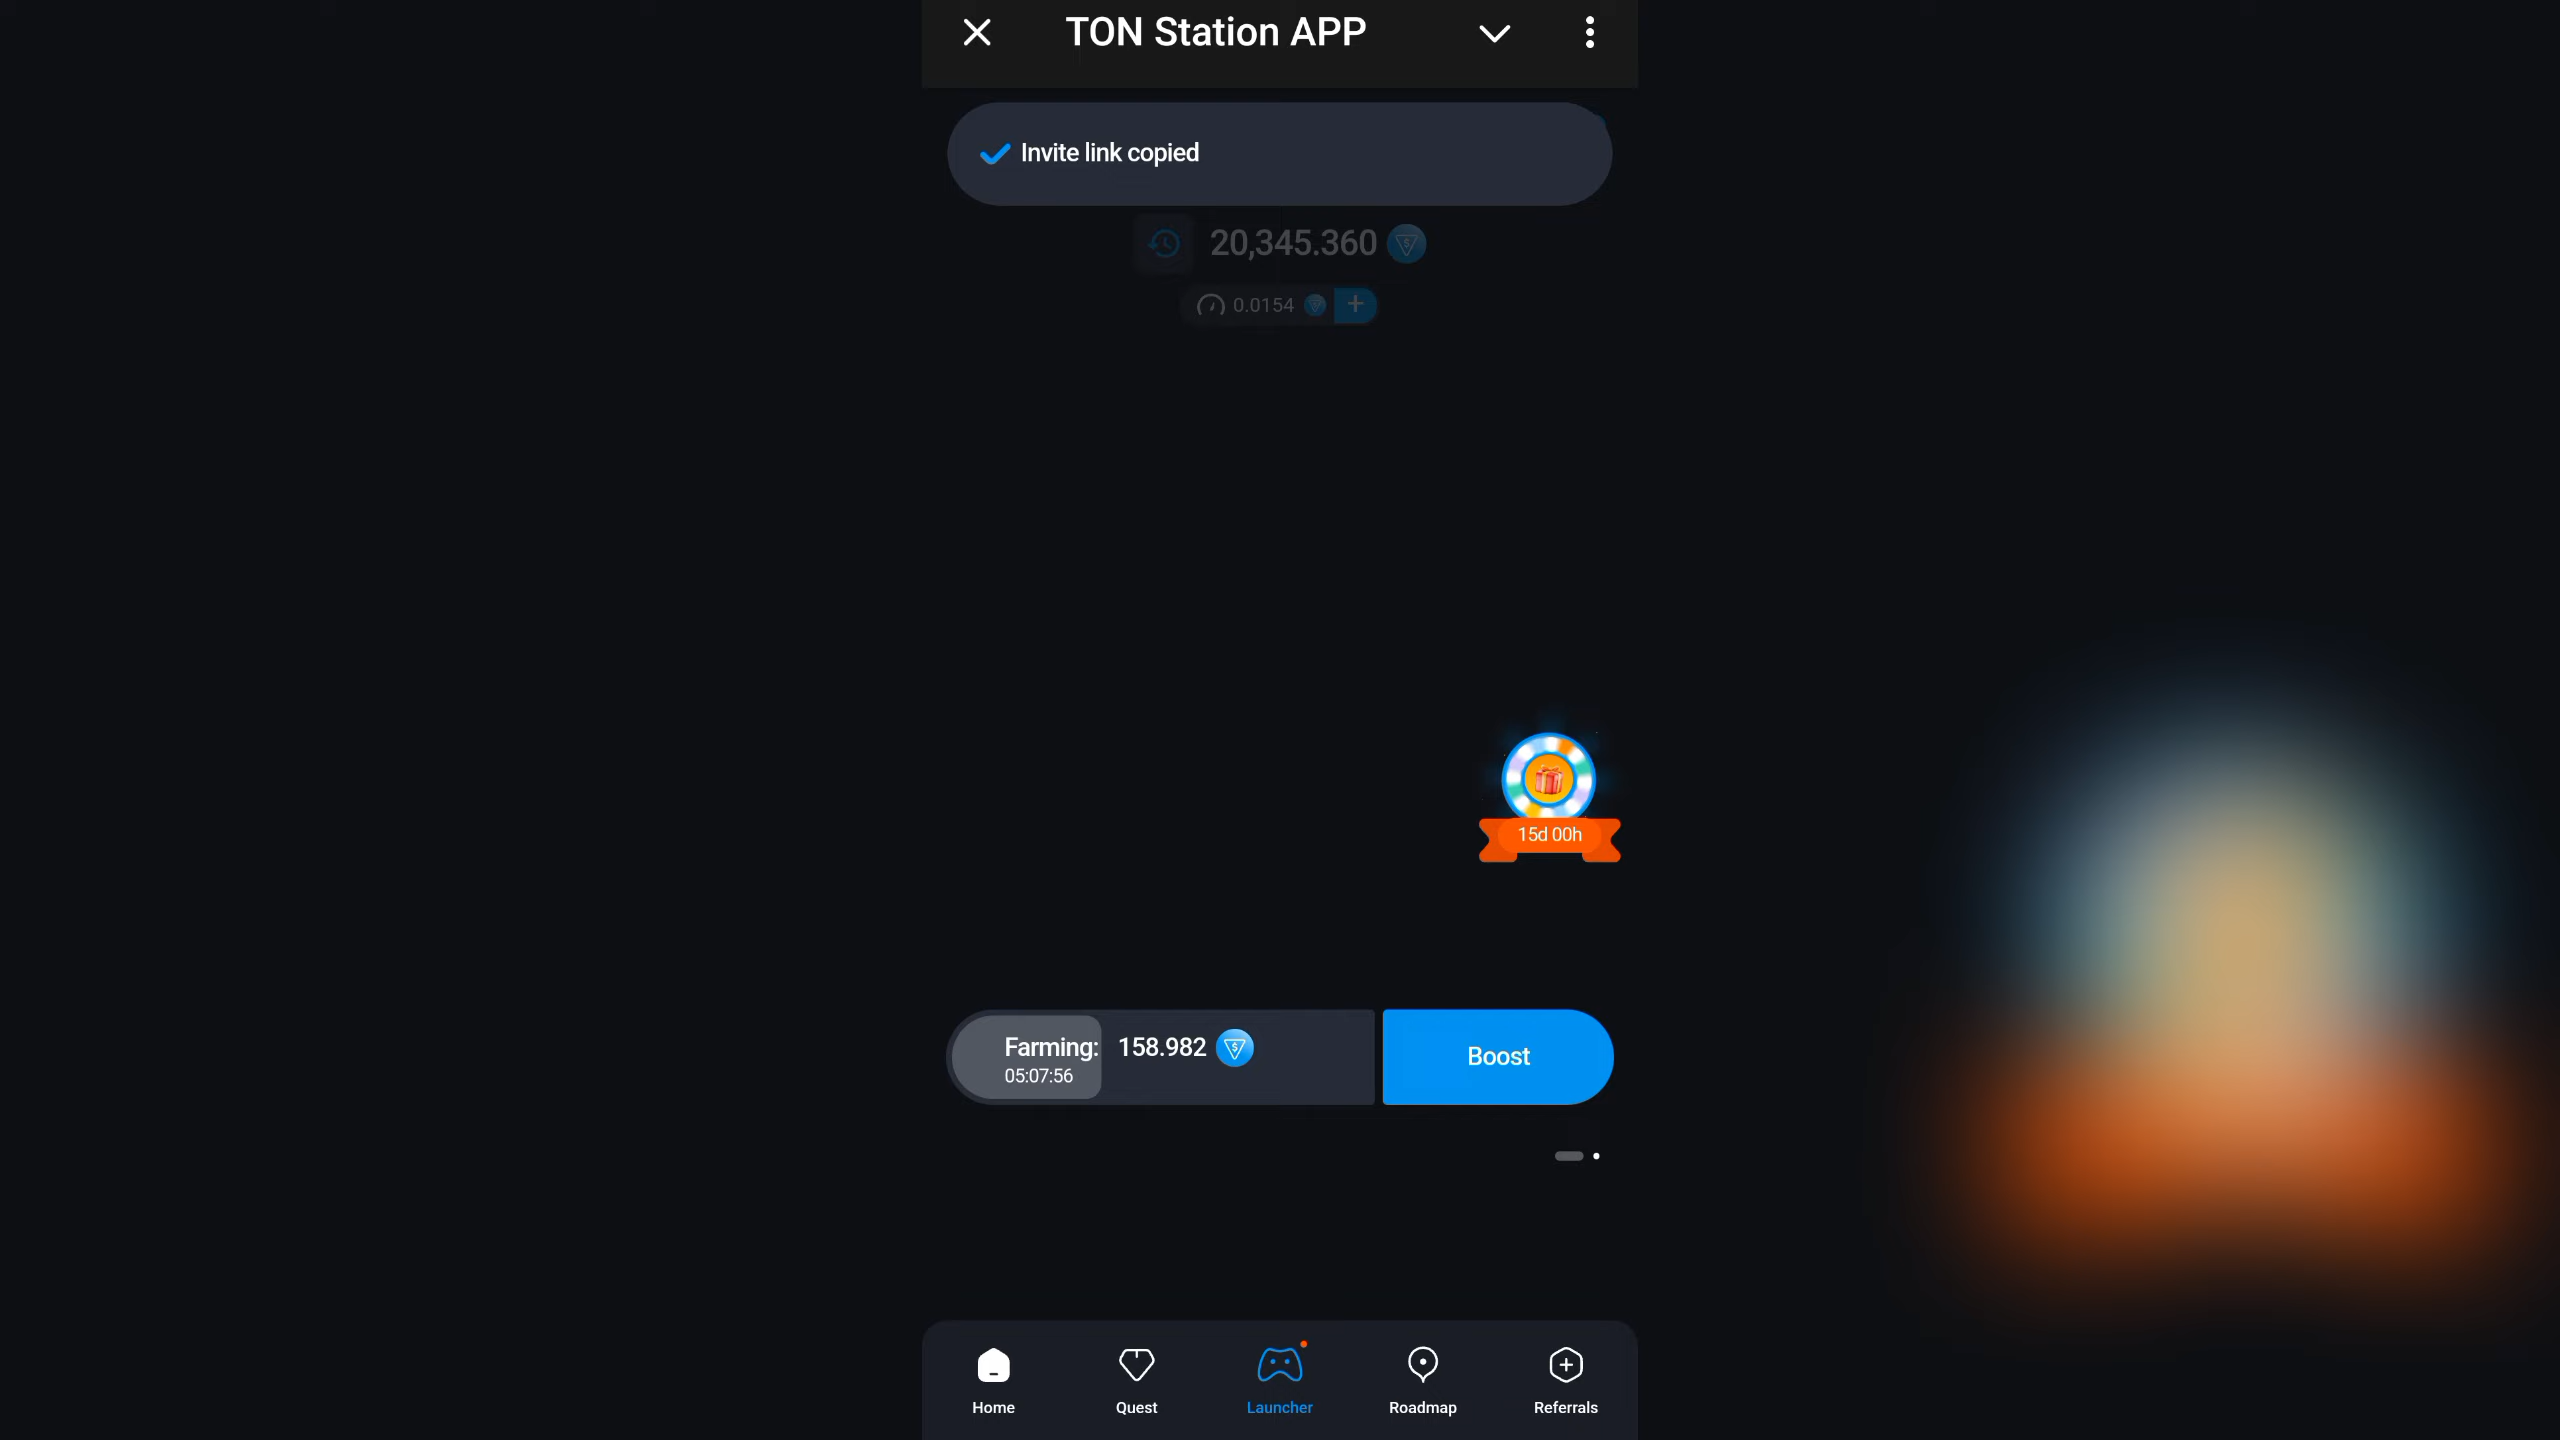 TON Station APP
Invite link copied
20,345.360
0.0154
15d 00h
Farming: 158.982
05:07:56
Boost
Home Quest Launcher Roadmap Referrals